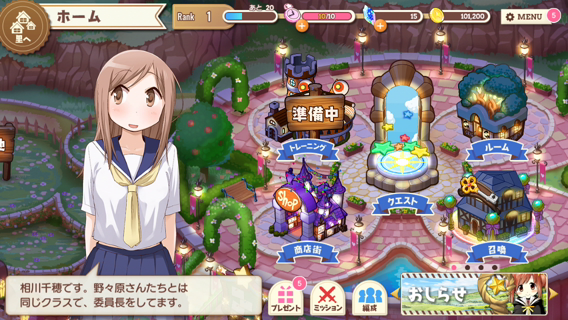 里へ
ホーム
Rank 1
あと 20
10/10
15
101,200
MENU
5
準備中
トレーニング
ルーム
クエスト
Shop
商店街
召喚
相川千穂です。野々原さんたちとは
同じクラスで、委員長をしてます。
5
プレゼント
ミッション
編成
おしらせ